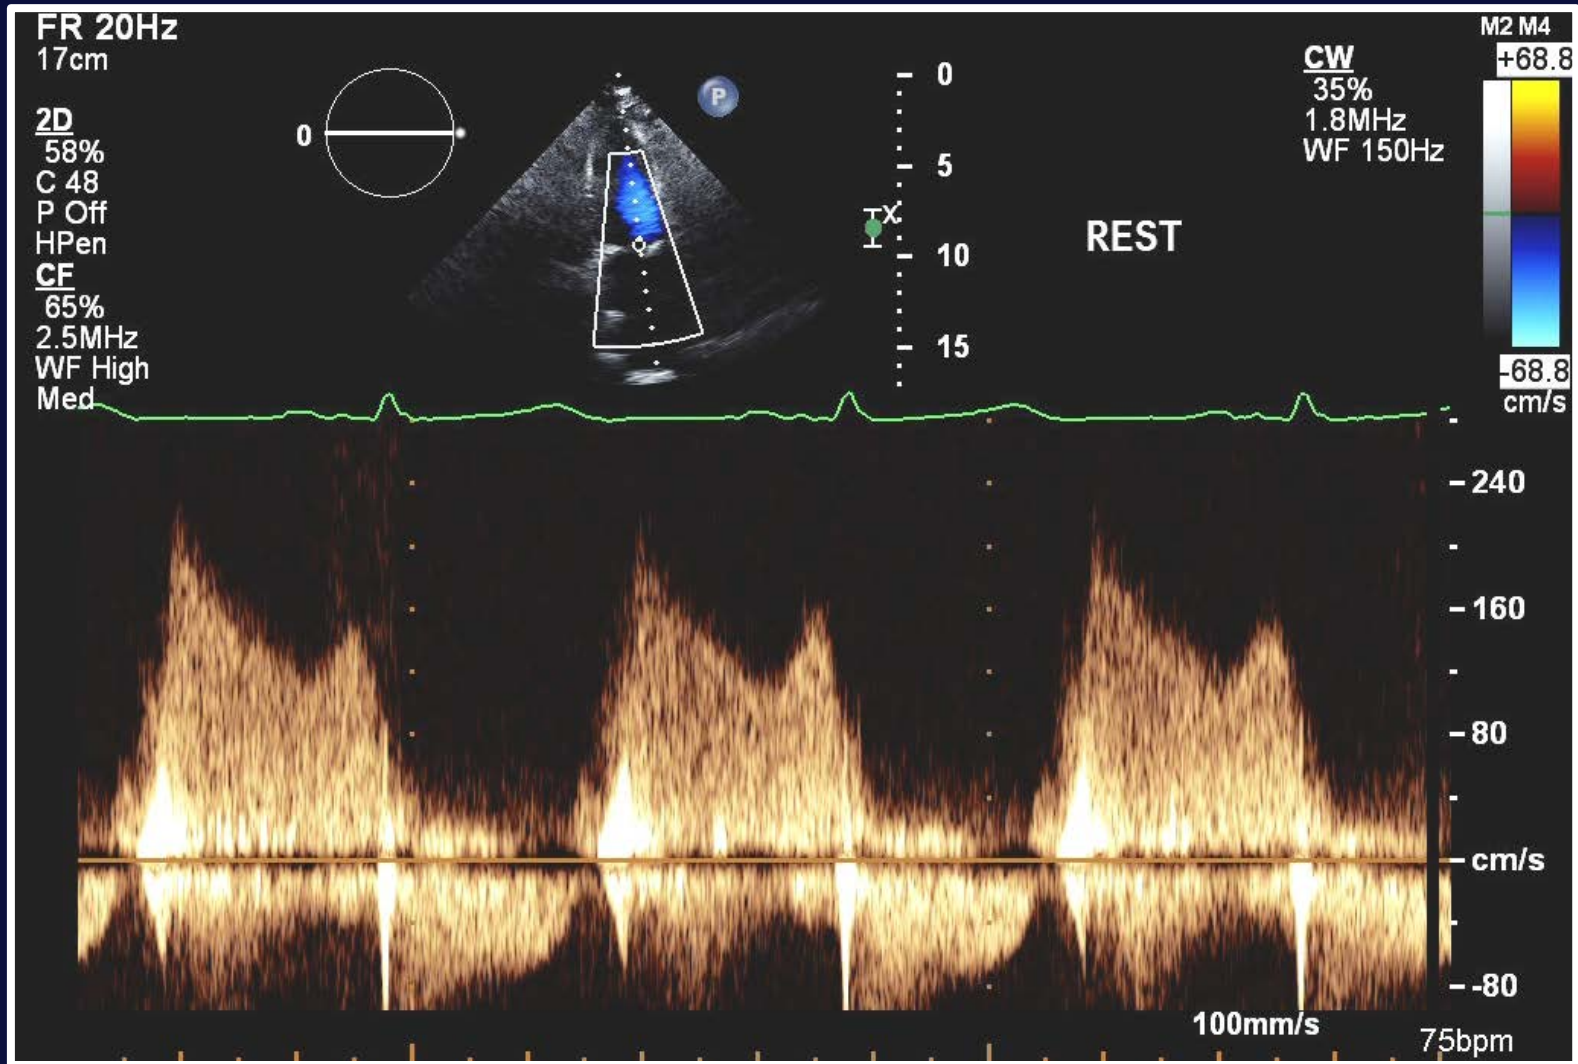 FR 20Hz
17cm
2D
58%
C 48
P Off
HPen
CF
65%
2.5MHz
WF High
Med
0
P
0
5
10
15
X
REST
CW
35%
1.8MHz
WF 150Hz
M2 M4
+68.8
-68.8
cm/s
240
160
80
cm/s
-80
100mm/s
75bpm